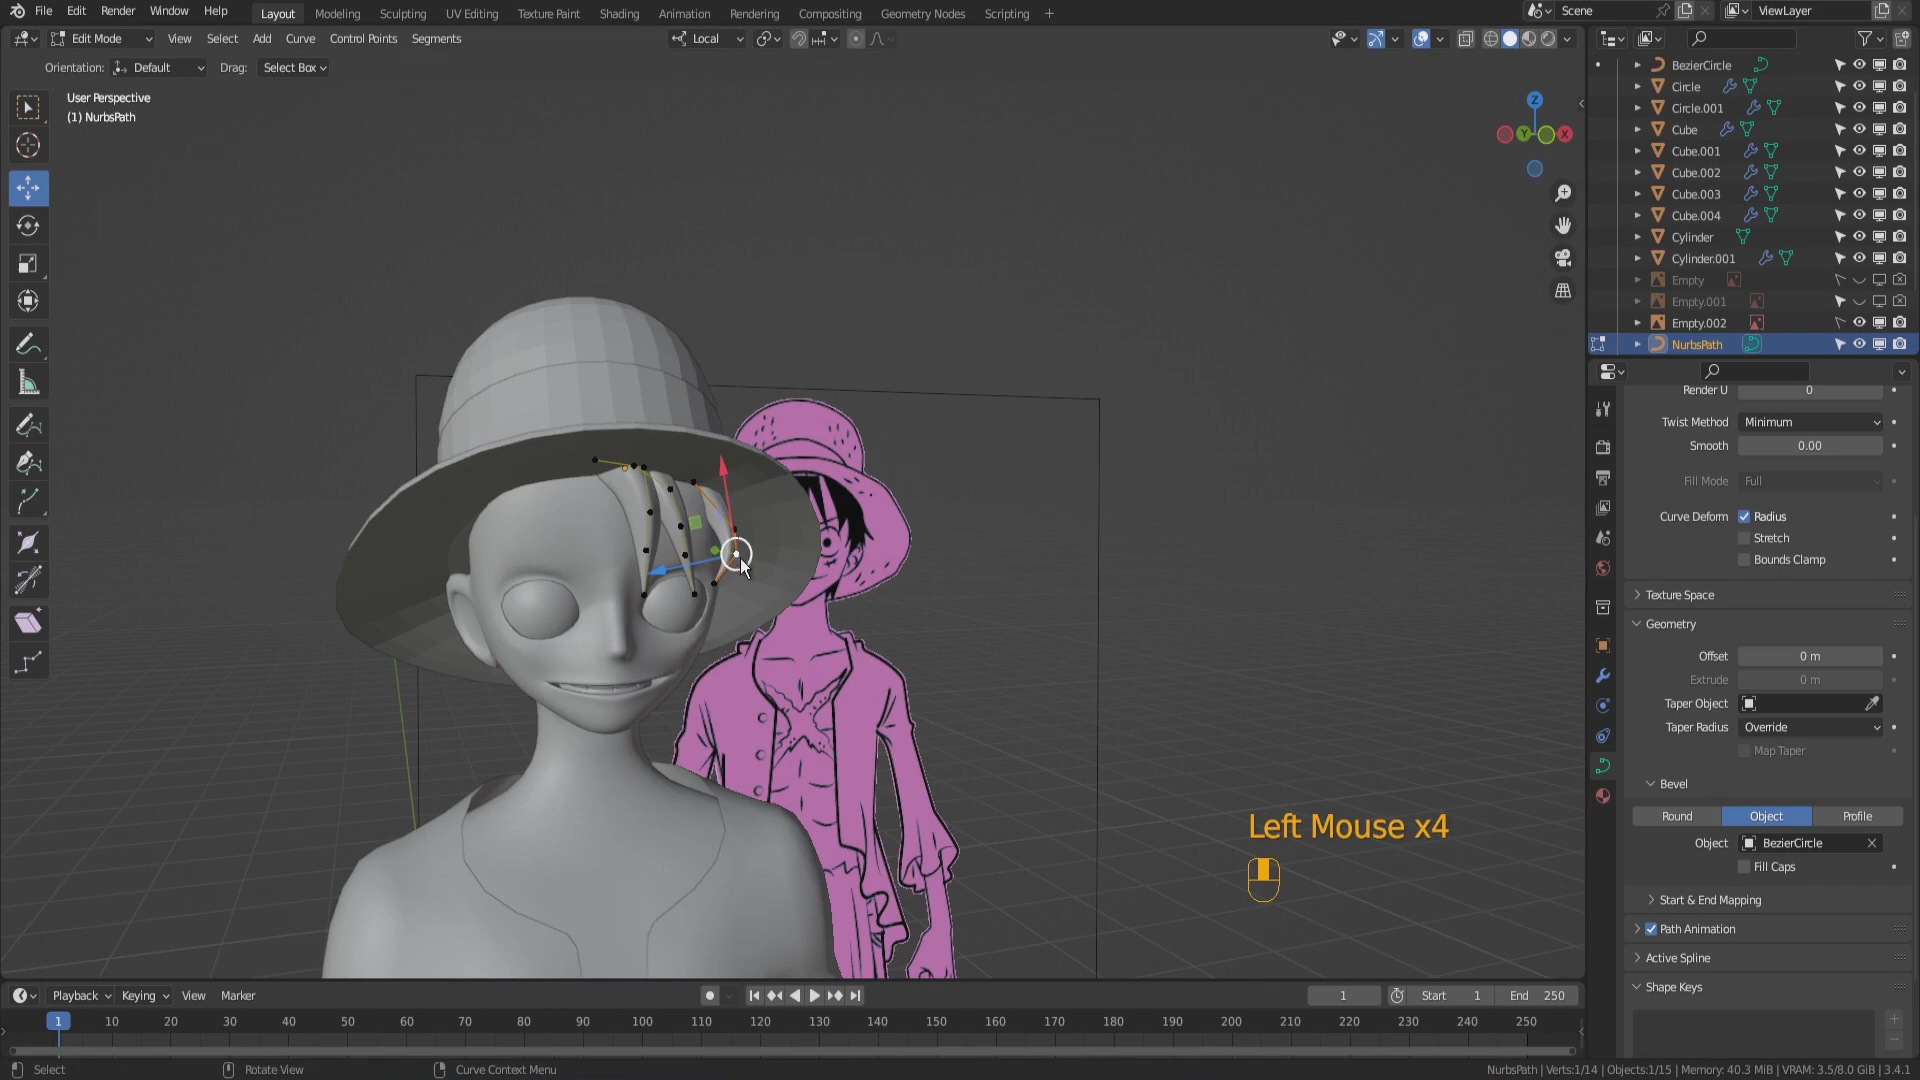 File Edit Render Window Help Layout Modeling Sculpting UV Editing Texture Paint Shading Animation Rendering Compositing Geometry Nodes Scripting + Scene ViewLayer
Edit Mode View Select Add Curve Control Points Segments Local
Orientation: Default Drag: Select Box
User Perspective
(1) NurbsPath
Z
Y
X
BezierCircle
Circle
Circle.001
Cube
Cube.001
Cube.002
Cube.003
Cube.004
Cylinder
Cylinder.001
Empty
Empty.001
Empty.002
NurbsPath
Render U 0
Twist Method Minimum
Smooth 0.00
Fill Mode Full
Curve Deform Radius
Stretch
Bounds Clamp
Texture Space
Geometry
Offset 0 m
Extrude 0 m
Taper Object
Taper Radius Override
Map Taper
Bevel
Round Object Profile
Object BezierCircle
Fill Caps
Start & End Mapping
Path Animation
Active Spline
Shape Keys
Left Mouse x4
Playback Keying View Marker 1 Start 1 End 250
1 10 20 30 40 50 60 70 80 90 100 110 120 130 140 150 160 170 180 190 200 210 220 230 240 250
Select Rotate View Curve Context Menu NurbsPath | Verts:1/14 | Objects:1/15 | Memory: 40.3 MiB | VRAM: 3.5/8.0 GiB | 3.4.1